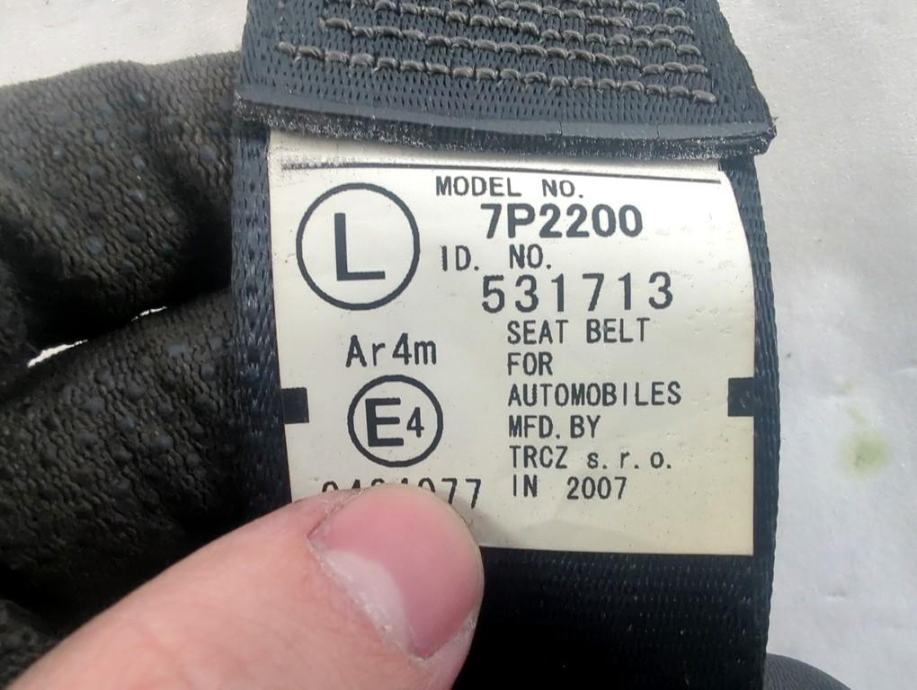 MODEL NO.
7P2200
L
ID. NO.
531713
SEAT BELT
FOR
AUTOMOBILES
MFD. BY
TRCZ s.r.o.
IN 2007
Ar4m
E4